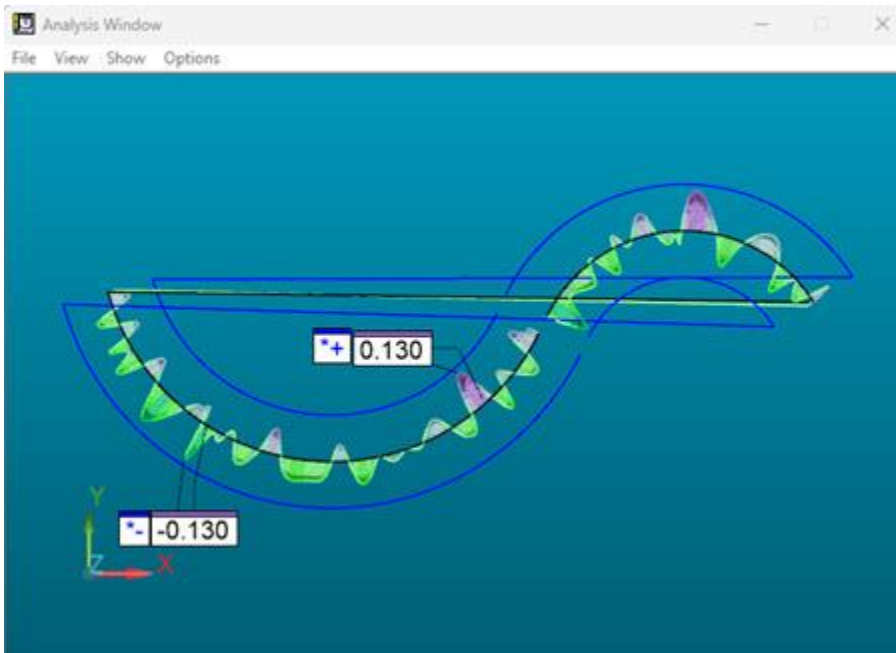 Analysis Window
File View Show Options
*+ 0.130
*- -0.130
Y
Z X